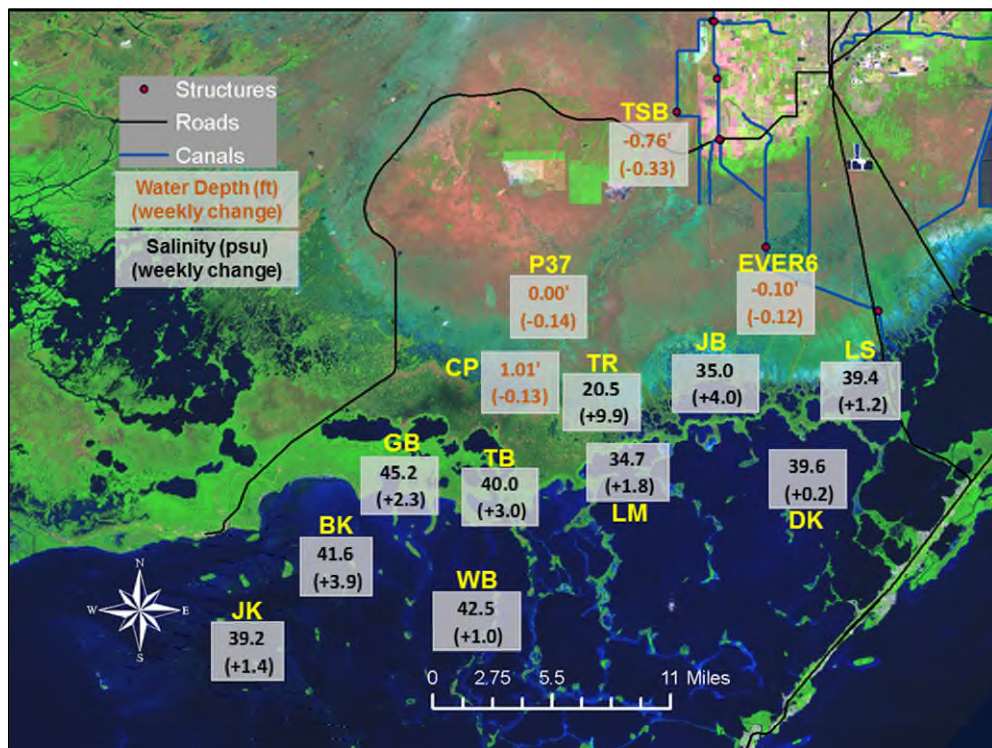 Structures
Roads
Canals
Water Depth (ft)
(weekly change)
Salinity (psu)
(weekly change)
TSB
-0.76'
(-0.33)
P37
0.00'
(-0.14)
EVER6
-0.10'
(-0.12)
CP
1.01'
(-0.13)
TR
20.5
(+9.9)
JB
35.0
(+4.0)
LS
39.4
(+1.2)
GB
45.2
(+2.3)
TB
40.0
(+3.0)
34.7
(+1.8)
LM
39.6
(+0.2)
DK
BK
41.6
(+3.9)
WB
42.5
(+1.0)
JK
39.2
(+1.4)
N
W E
S
0 2.75 5.5 11 Miles